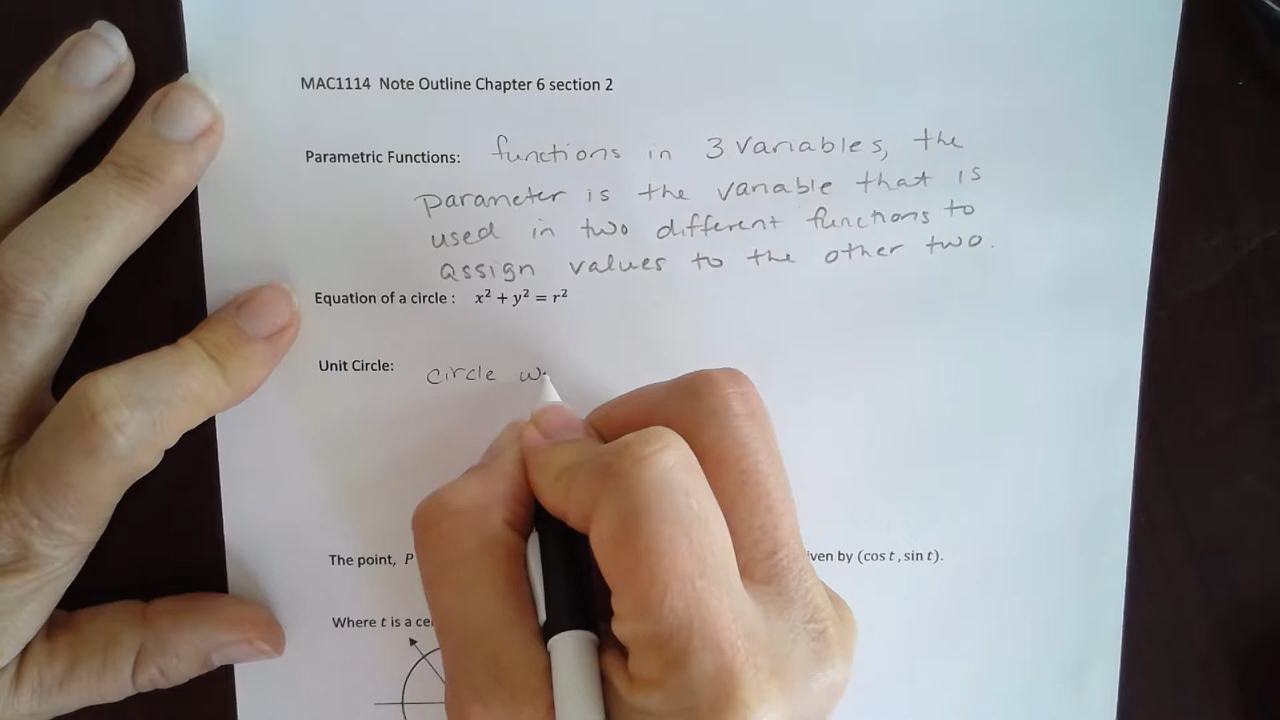 MAC1114 Note Outline Chapter 6 section 2
Parametric Functions: functions in 3 variables, the
parameter is the variable that is
used in two different functions to
assign values to the other two.
Equation of a circle : x² + y² = r²
Unit Circle: circle
The point, P iven by (cos t , sin t).
Where t is a